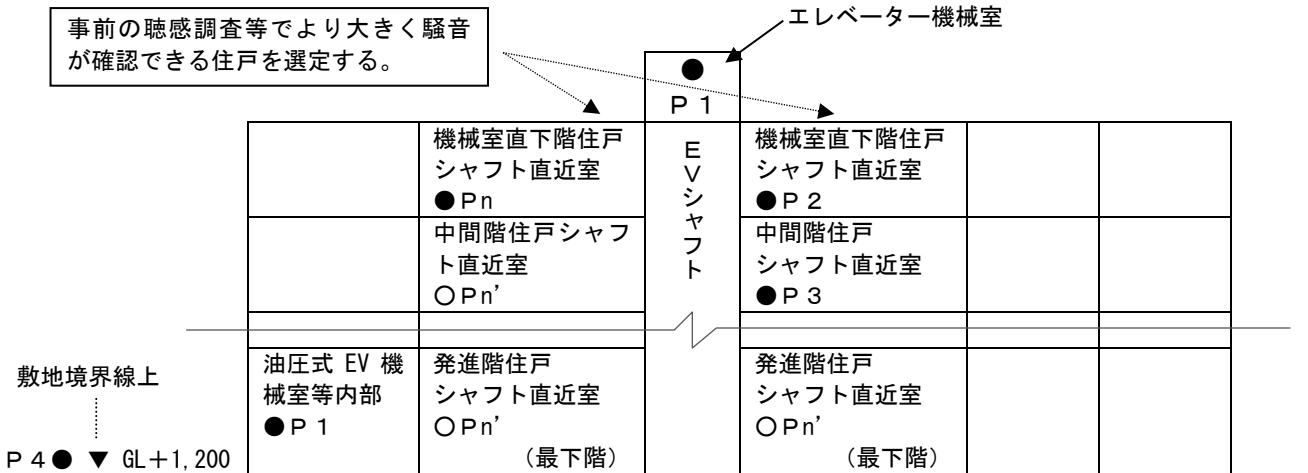 エレベーター機械室
事前の聴感調査等でより大きく騒音
が確認できる住戸を選定する。
●
Ｐ１
機械室直下階住戸
シャフト直近室
●Ｐn
ＥＶシャフト
機械室直下階住戸
シャフト直近室
●Ｐ２
中間階住戸シャフ
ト直近室
○Ｐn’
中間階住戸
シャフト直近室
●Ｐ３
敷地境界線上
Ｐ４● ▼ GL＋1,200
油圧式 EV 機
械室等内部
●Ｐ１
発進階住戸
シャフト直近室
○Ｐn’
（最下階）
発進階住戸
シャフト直近室
○Ｐn’
（最下階）